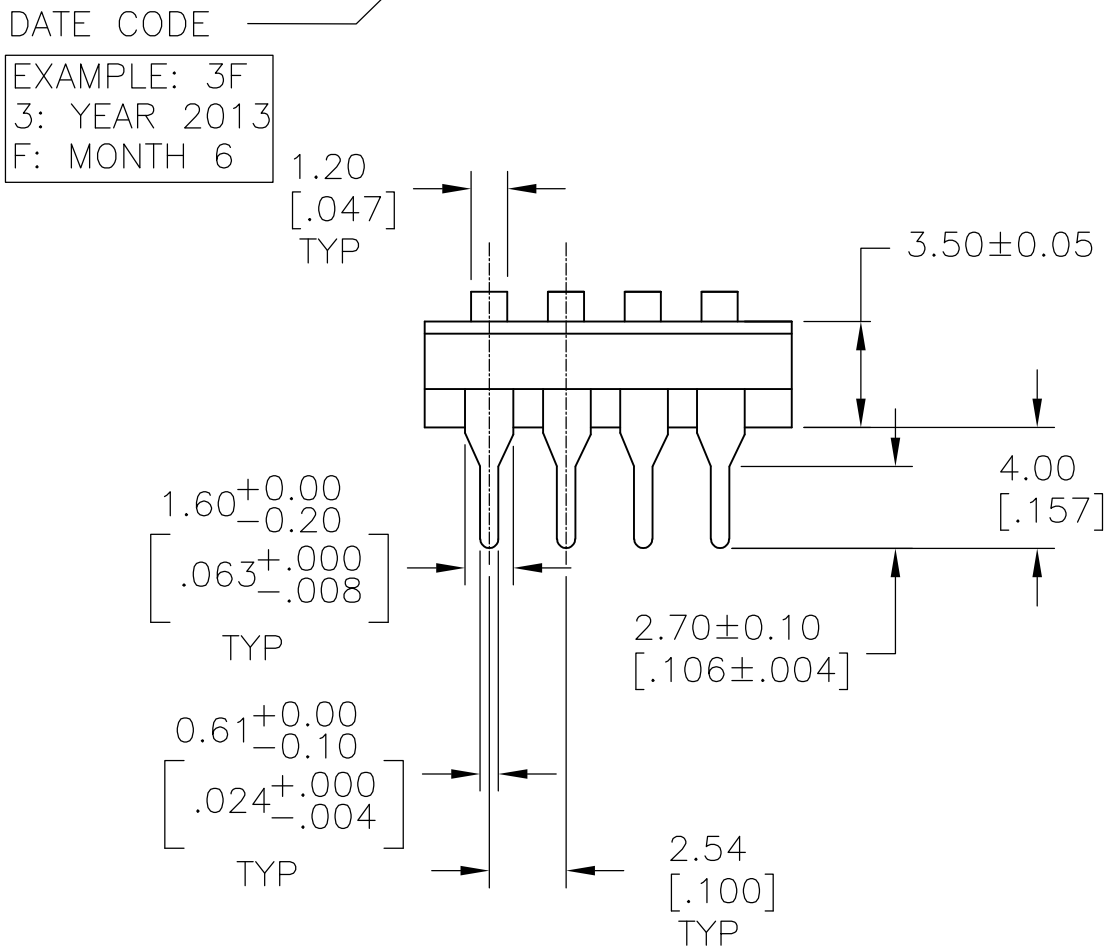 DATE CODE
EXAMPLE: 3F
3: YEAR 2013
F: MONTH 6
1.20
[.047]
TYP
3.50±0.05
4.00
[.157]
1.60+0.00
-0.20
[.063+.000
-.008]
TYP
2.70±0.10
[.106±.004]
0.61+0.00
-0.10
[.024+.000
-.004]
TYP
2.54
[.100]
TYP